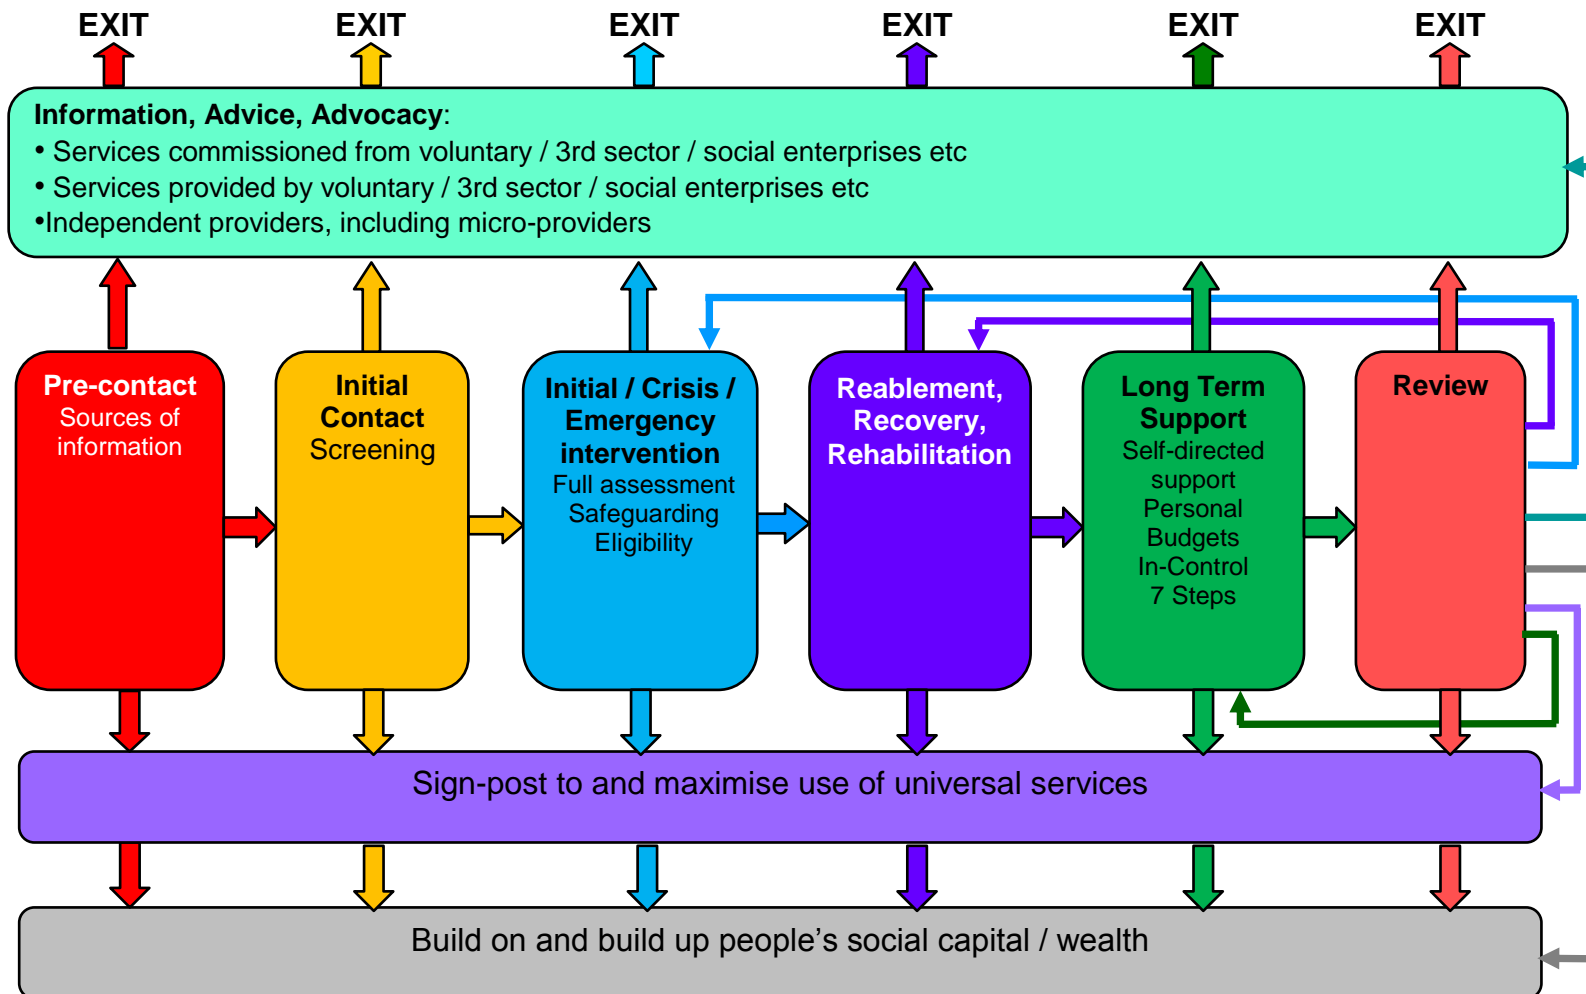 EXIT EXIT EXIT EXIT EXIT EXIT
Information, Advice, Advocacy:
• Services commissioned from voluntary / 3rd sector / social enterprises etc
• Services provided by voluntary / 3rd sector / social enterprises etc
•Independent providers, including micro-providers
Pre-contact
Sources of
information
Initial
Contact
Screening
Initial / Crisis /
Emergency
intervention
Full assessment
Safeguarding
Eligibility
Reablement,
Recovery,
Rehabilitation
Long Term
Support
Self-directed
support
Personal
Budgets
In-Control
7 Steps
Review
Sign-post to and maximise use of universal services
Build on and build up people’s social capital / wealth